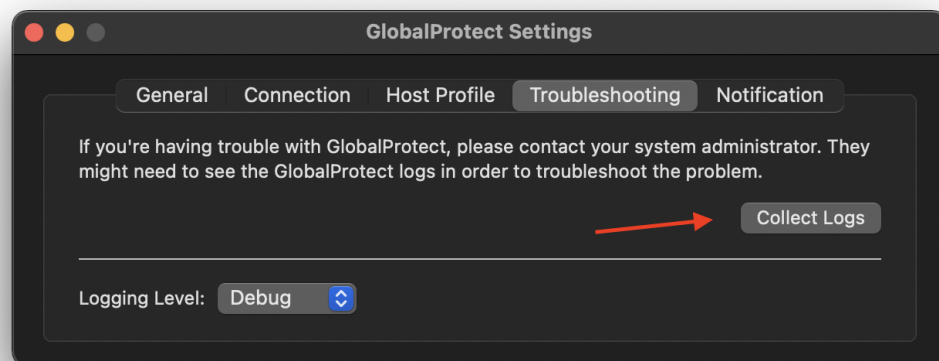 GlobalProtect Settings
General Connection Host Profile Troubleshooting Notification
If you're having trouble with GlobalProtect, please contact your system administrator. They
might need to see the GlobalProtect logs in order to troubleshoot the problem.
Collect Logs
Logging Level: Debug